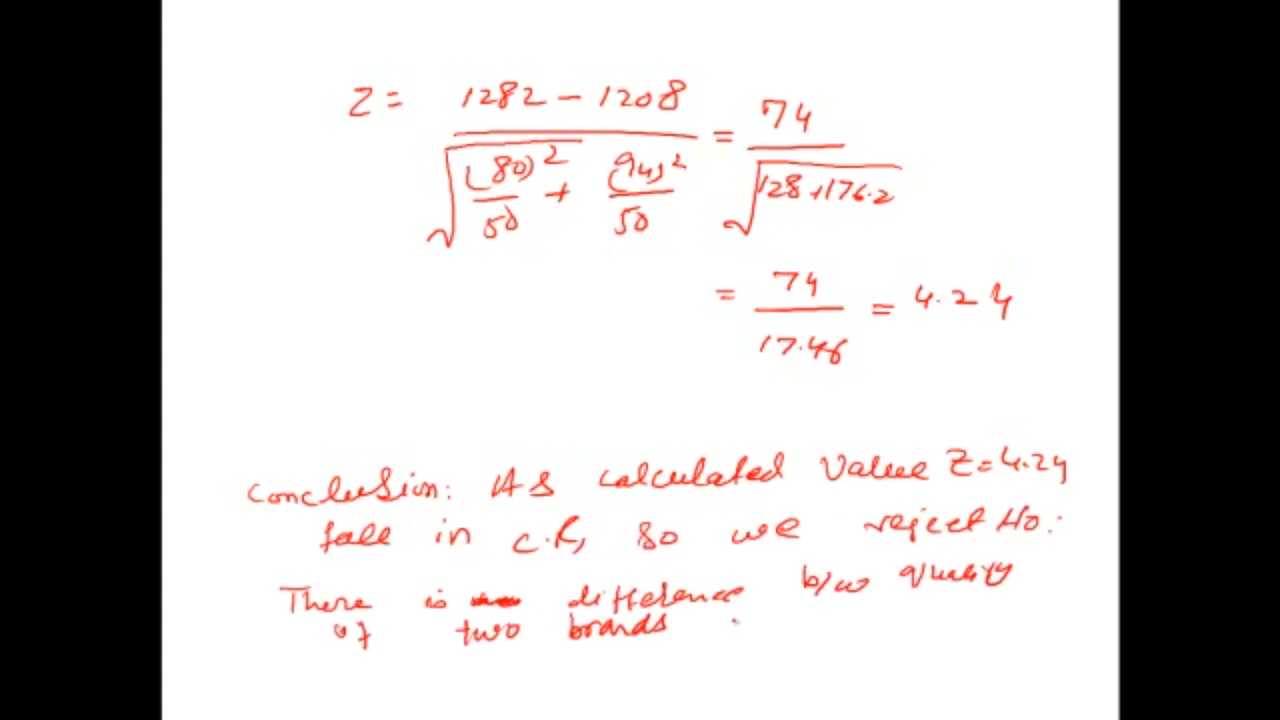 Z = (1282 - 1208) / √((80)²/50 + (94)²/50) = 74 / √(128+176.2)
= 74 / 17.46 = 4.24
Conclusion: As calculated value Z=4.24
fall in C.R, so we reject Ho:
There is difference b/w quality
of two brands.